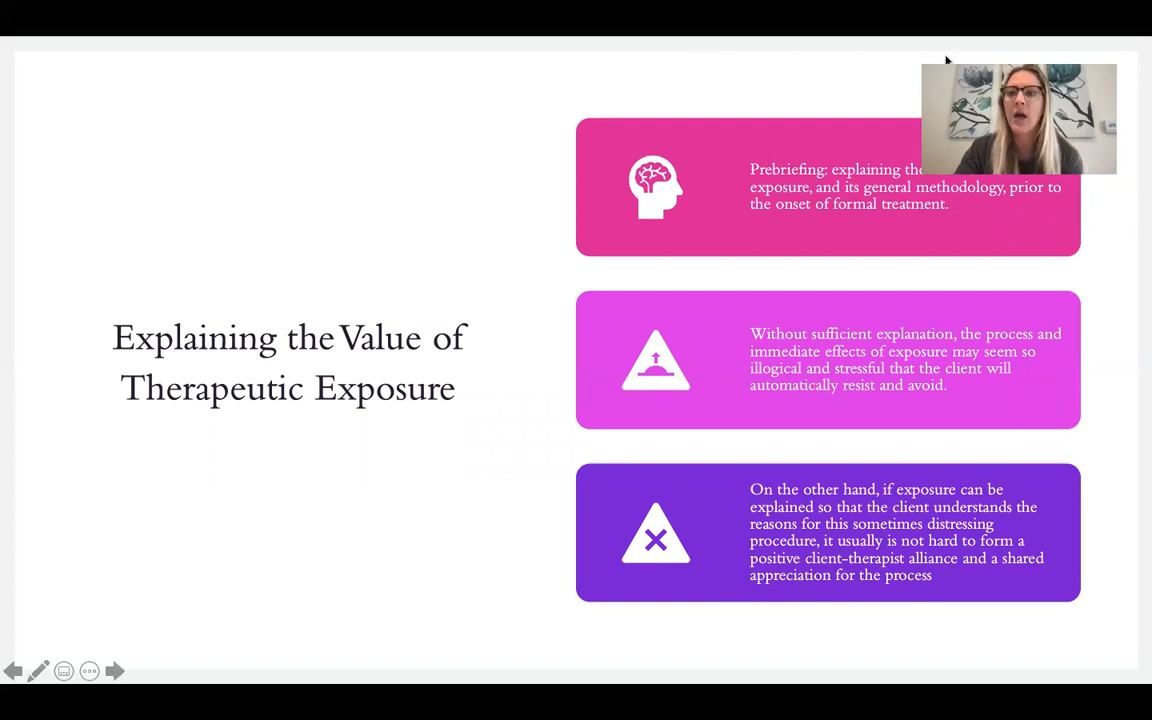 Explaining the Value of
Therapeutic Exposure
Prebriefing: explaining
exposure, and its general methodology, prior to
the onset of formal treatment.
Without sufficient explanation, the process and
immediate effects of exposure may seem so
illogical and stressful that the client will
automatically resist and avoid.
On the other hand, if exposure can be
explained so that the client understands the
reasons for this sometimes distressing
procedure, it usually is not hard to form a
positive client-therapist alliance and a shared
appreciation for the process